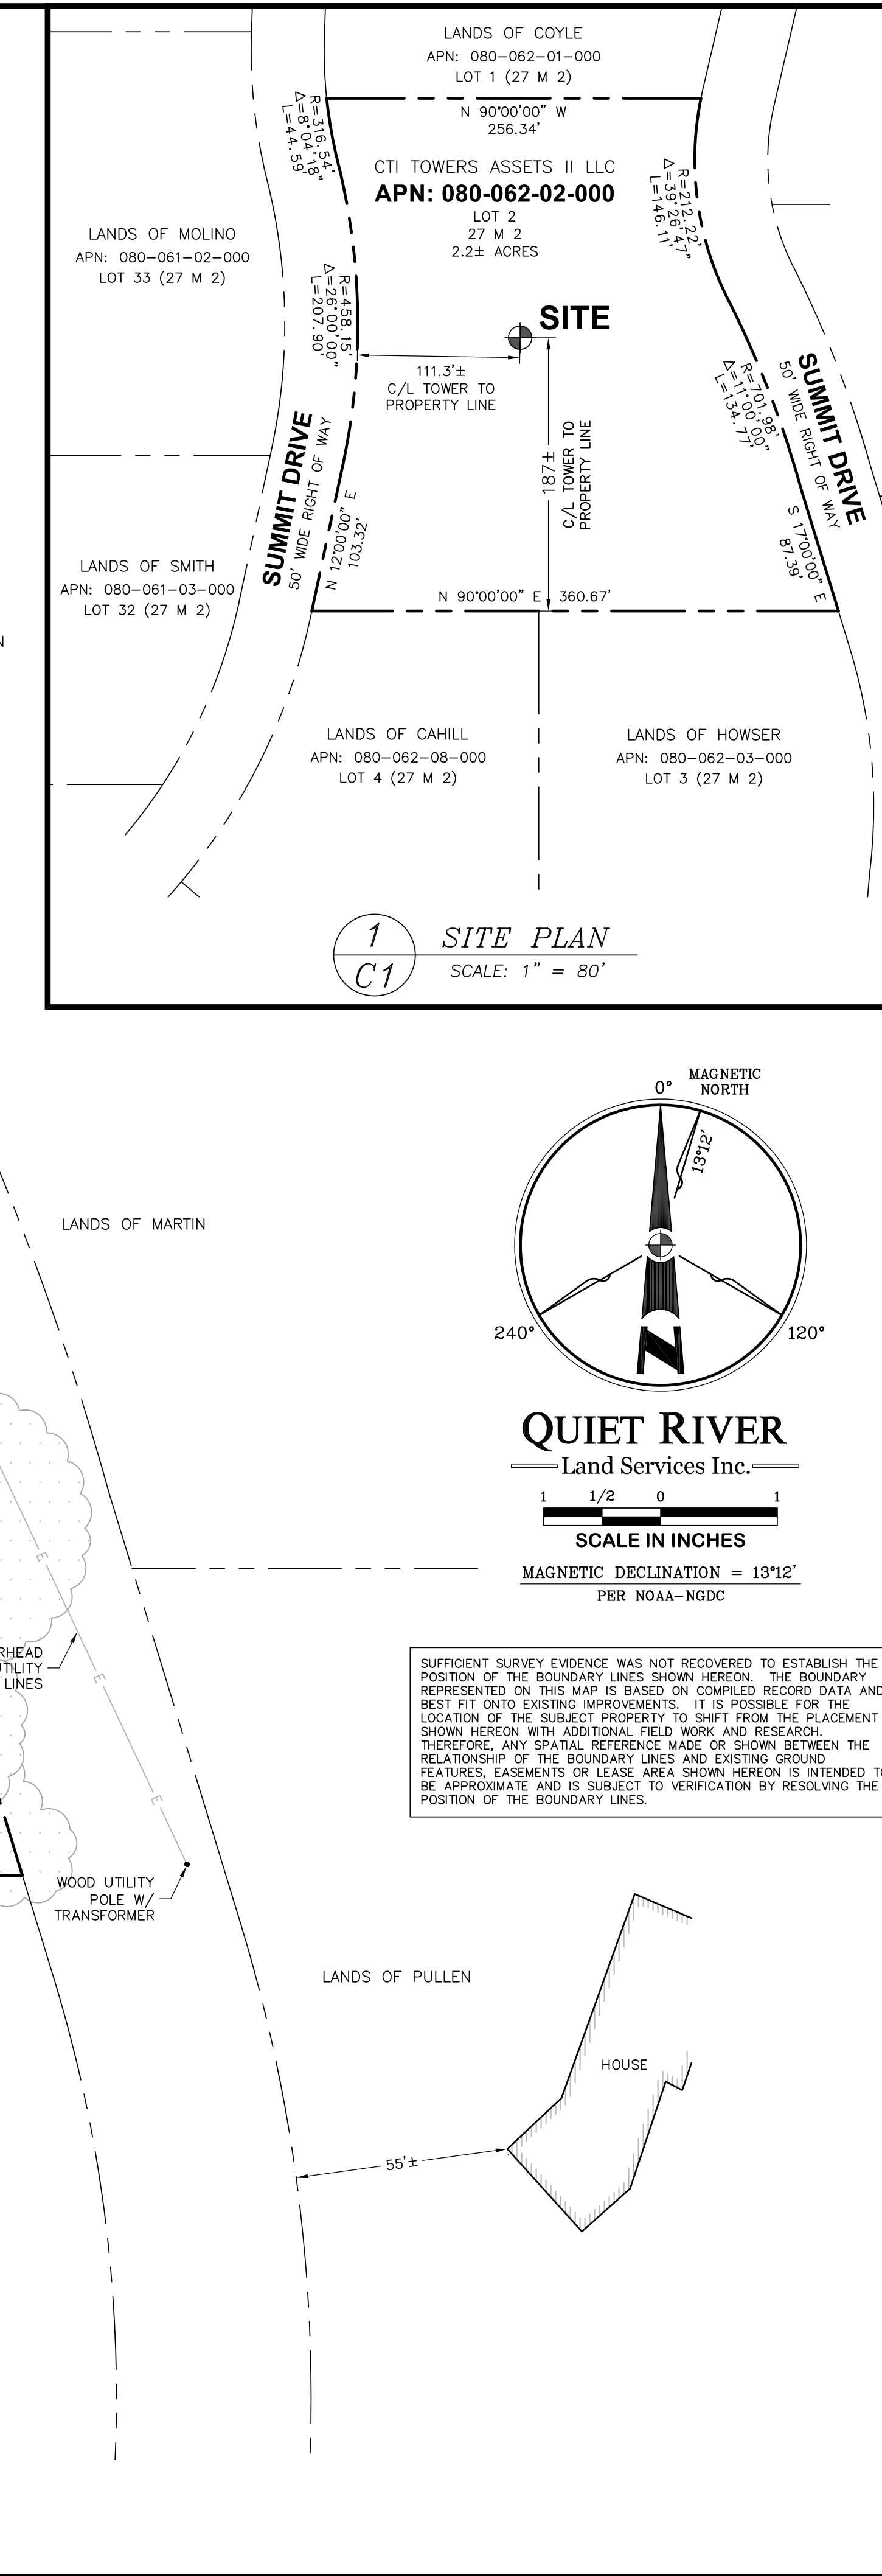 LANDS OF COYLE
APN: 080-062-01-000
LOT 1 (27 M 2)
N 90°00'00" W
256.34'
R=316.54'
Δ=8°04'18"
L=44.59'
CTI TOWERS ASSETS II LLC
APN: 080-062-02-000
LOT 2
27 M 2
2.2± ACRES
R=212.22'
Δ=39°26'47"
L=146.11'
LANDS OF MOLINO
APN: 080-061-02-000
LOT 33 (27 M 2)
R=458.15'
Δ=26°00'00"
L=207.90'
SITE
111.3'±
C/L TOWER TO
PROPERTY LINE
187±
C/L TOWER TO
PROPERTY LINE
R=701.98'
Δ=11°00'00"
L=134.77'
SUMMIT DRIVE
50' WIDE RIGHT OF WAY
SUMMIT DRIVE
50' WIDE RIGHT OF WAY
N 12°00'00" E
103.32'
S 17°00'00" E
87.39'
LANDS OF SMITH
APN: 080-061-03-000
LOT 32 (27 M 2)
N 90°00'00" E 360.67'
N
LANDS OF CAHILL
APN: 080-062-08-000
LOT 4 (27 M 2)
LANDS OF HOWSER
APN: 080-062-03-000
LOT 3 (27 M 2)
1
C1
SITE PLAN
SCALE: 1" = 80'
MAGNETIC
NORTH
0°
13°12'
240°
120°
N
LANDS OF MARTIN
QUIET RIVER
Land Services Inc.
1 1/2 0 1
SCALE IN INCHES
MAGNETIC DECLINATION = 13°12'
PER NOAA-NGDC
E
E
E
RHEAD
TILITY
LINES
SUFFICIENT SURVEY EVIDENCE WAS NOT RECOVERED TO ESTABLISH THE
POSITION OF THE BOUNDARY LINES SHOWN HEREON. THE BOUNDARY
REPRESENTED ON THIS MAP IS BASED ON COMPILED RECORD DATA AND
BEST FIT ONTO EXISTING IMPROVEMENTS. IT IS POSSIBLE FOR THE
LOCATION OF THE SUBJECT PROPERTY TO SHIFT FROM THE PLACEMENT
SHOWN HEREON WITH ADDITIONAL FIELD WORK AND RESEARCH.
THEREFORE, ANY SPATIAL REFERENCE MADE OR SHOWN BETWEEN THE
RELATIONSHIP OF THE BOUNDARY LINES AND EXISTING GROUND
FEATURES, EASEMENTS OR LEASE AREA SHOWN HEREON IS INTENDED TO
BE APPROXIMATE AND IS SUBJECT TO VERIFICATION BY RESOLVING THE
POSITION OF THE BOUNDARY LINES.
WOOD UTILITY
POLE W/
TRANSFORMER
LANDS OF PULLEN
HOUSE
55'±